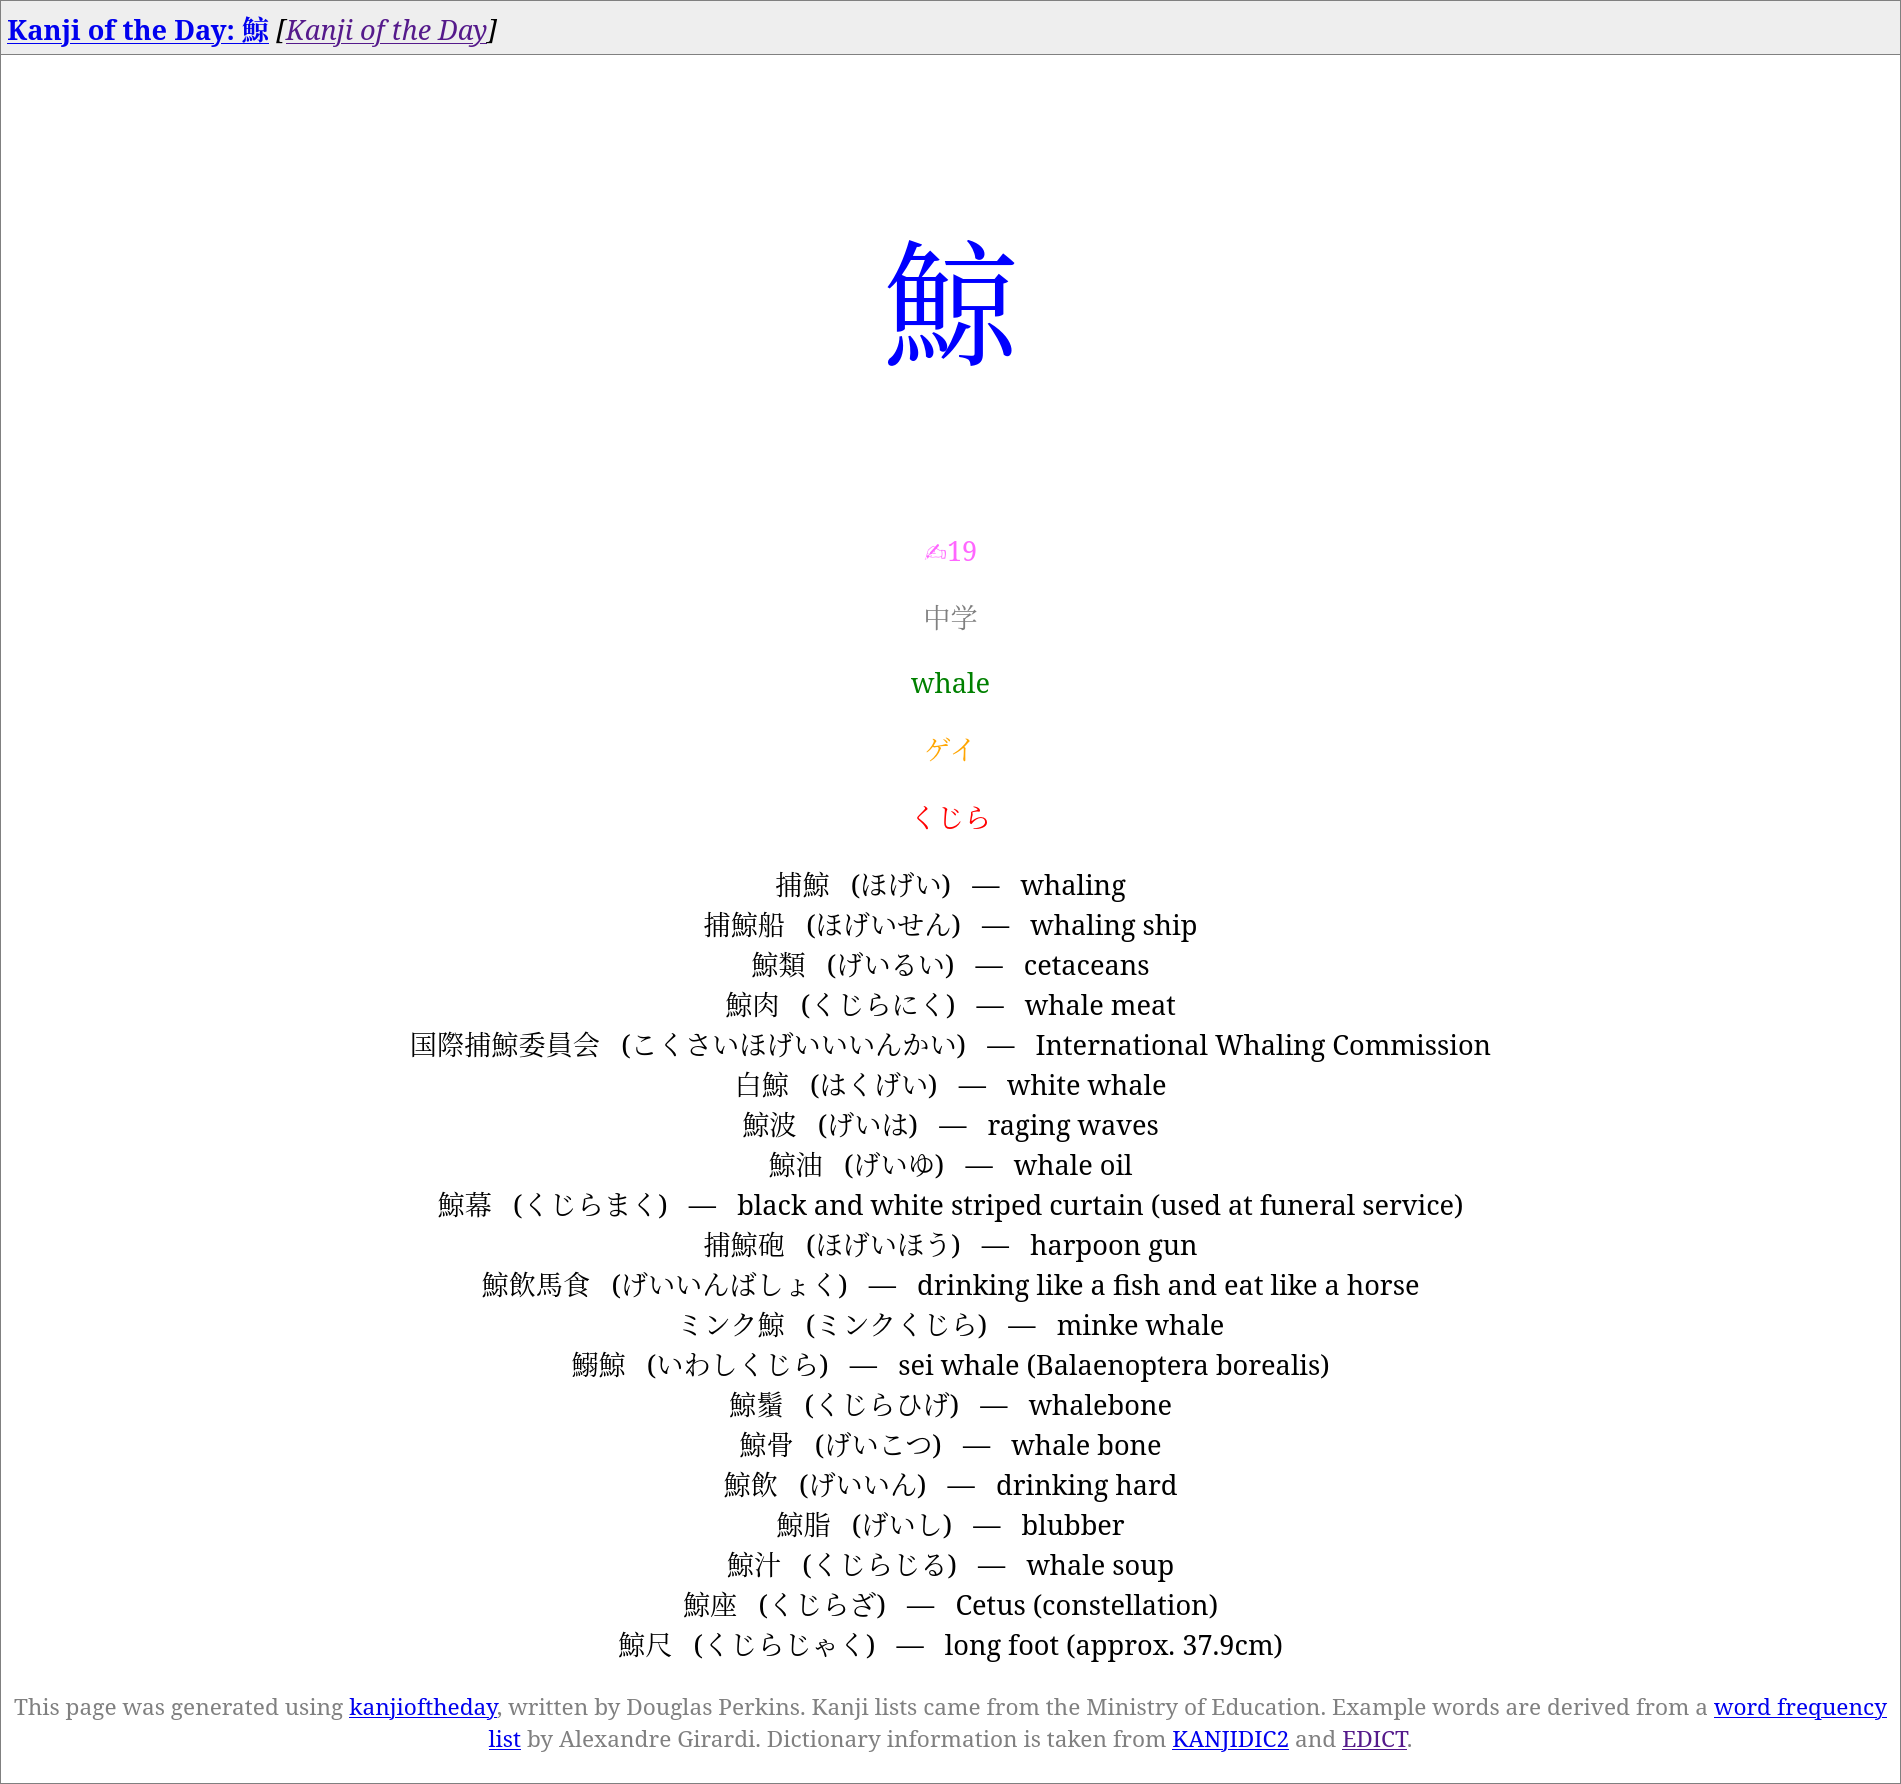 Kanji of the Day: 鯨 [Kanji of the Day]
鯨
✍19
中学
whale
ゲイ
くじら
捕鯨 (ほげい) — whaling
捕鯨船 (ほげいせん) — whaling ship
鯨類 (げいるい) — cetaceans
鯨肉 (くじらにく) — whale meat
国際捕鯨委員会 (こくさいほげいいいんかい) — International Whaling Commission
白鯨 (はくげい) — white whale
鯨波 (げいは) — raging waves
鯨油 (げいゆ) — whale oil
鯨幕 (くじらまく) — black and white striped curtain (used at funeral service)
捕鯨砲 (ほげいほう) — harpoon gun
鯨飲馬食 (げいいんばしょく) — drinking like a fish and eat like a horse
ミンク鯨 (ミンクくじら) — minke whale
鰯鯨 (いわしくじら) — sei whale (Balaenoptera borealis)
鯨鬚 (くじらひげ) — whalebone
鯨骨 (げいこつ) — whale bone
鯨飲 (げいいん) — drinking hard
鯨脂 (げいし) — blubber
鯨汁 (くじらじる) — whale soup
鯨座 (くじらざ) — Cetus (constellation)
鯨尺 (くじらじゃく) — long foot (approx. 37.9cm)
This page was generated using kanjioftheday, written by Douglas Perkins. Kanji lists came from the Ministry of Education. Example words are derived from a word frequency
list by Alexandre Girardi. Dictionary information is taken from KANJIDIC2 and EDICT.